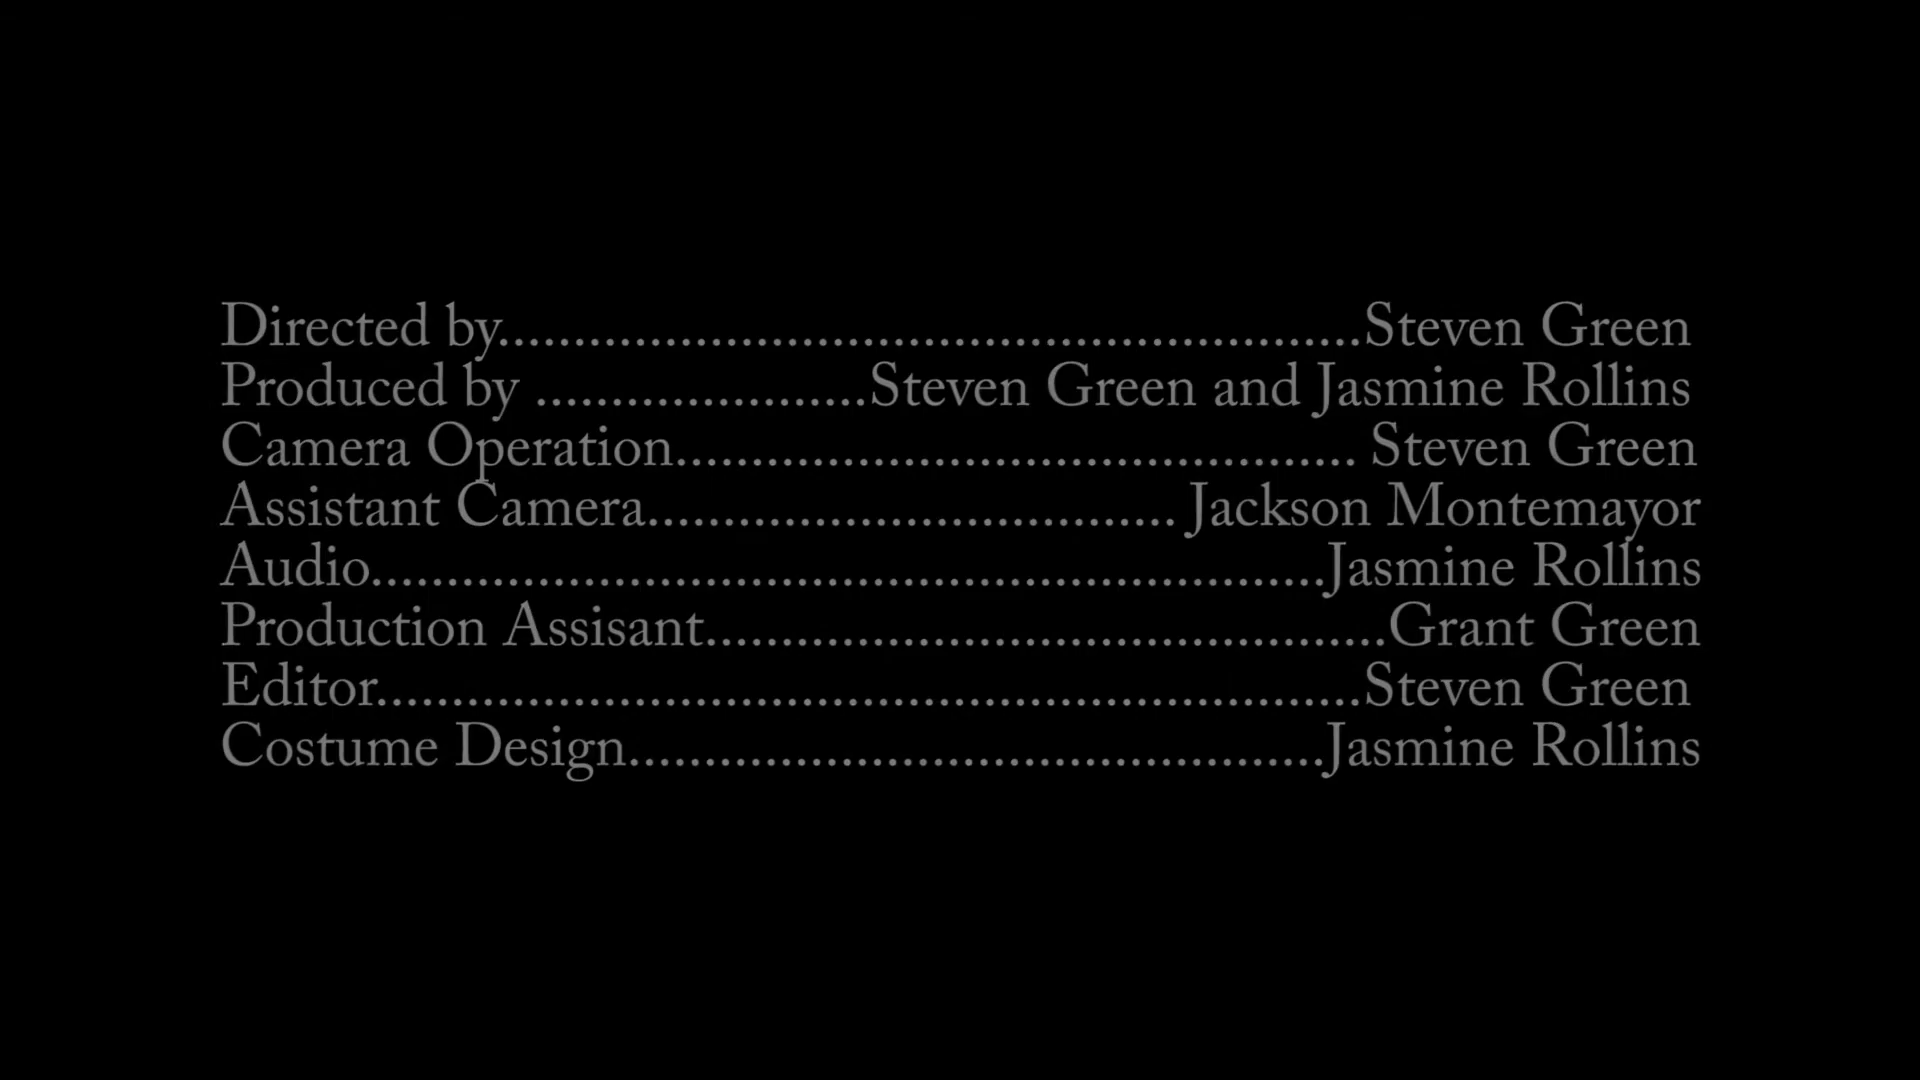 Directed by.........................................................Steven Green
Produced by ......................Steven Green and Jasmine Rollins
Camera Operation............................................. Steven Green
Assistant Camera................................... Jackson Montemayor
Audio...............................................................Jasmine Rollins
Production Assisant.............................................Grant Green
Editor.................................................................Steven Green
Costume Design..............................................Jasmine Rollins